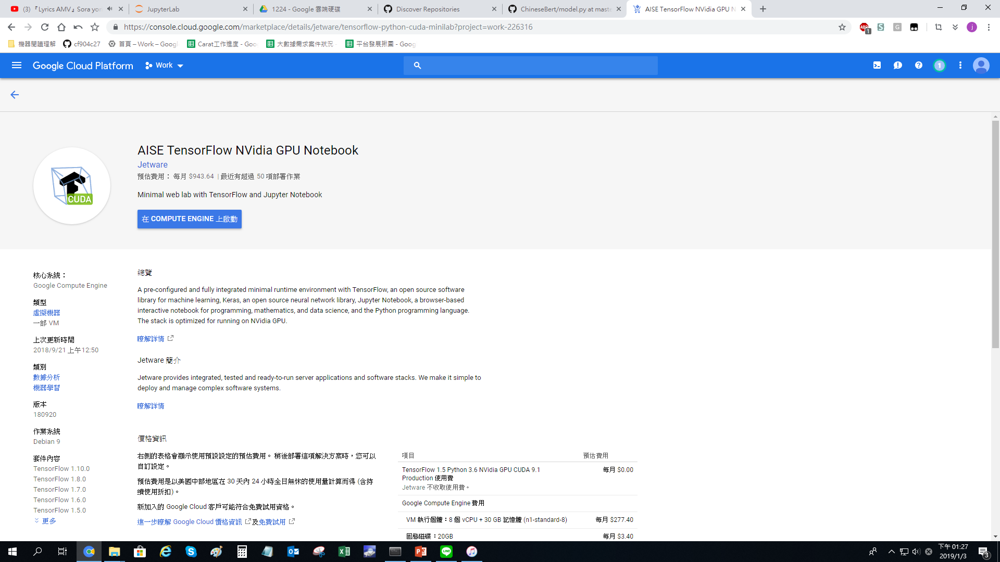 (3)『Lyrics AMV』Sora yor
JupyterLab
1224 - Google 雲端硬碟
Discover Repositories
ChineseBert/model.py at maste
AISE TensorFlow NVidia GPU N
https://console.cloud.google.com/marketplace/details/jetware/tensorflow-python-cuda-minilab?project=work-226316
ABP
1
S
G
j
機器閱讀理解
cf904c27
首頁 – Work – Googl
Carat工作進度 - Goo
大數據需求案件狀況 -
平台發展揪團 - Goog
Google Cloud Platform
Work
1
AISE TensorFlow NVidia GPU Notebook
Jetware
預估費用： 每月 $943.64 | 最近有超過 50 項部署作業
Minimal web lab with TensorFlow and Jupyter Notebook
在 COMPUTE ENGINE 上啟動
CUDA
核心系統：
Google Compute Engine
類型
虛擬機器
一部 VM
上次更新時間
2018/9/21 上午12:50
類別
數據分析
機器學習
版本
180920
作業系統
Debian 9
套件內容
TensorFlow 1.10.0
TensorFlow 1.8.0
TensorFlow 1.7.0
TensorFlow 1.6.0
TensorFlow 1.5.0
更多
總覽
A pre-configured and fully integrated minimal runtime environment with TensorFlow, an open source software
library for machine learning, Keras, an open source neural network library, Jupyter Notebook, a browser-based
interactive notebook for programming, mathematics, and data science, and the Python programming language.
The stack is optimized for running on NVidia GPU.
瞭解詳情
Jetware 簡介
Jetware provides integrated, tested and ready-to-run server applications and software stacks. We make it simple to
deploy and manage complex software systems.
瞭解詳情
價格資訊
右側的表格會顯示使用預設設定的預估費用。 稍後部署這項解決方案時，您可以
自訂設定。
預估費用是以美國中部地區在 30 天內 24 小時全日無休的使用量計算而得 (含持
續使用折扣)。
新加入的 Google Cloud 客戶可能符合免費試用資格。
進一步瞭解 Google Cloud 價格資訊 及免費試用
項目 預估費用
TensorFlow 1.5 Python 3.6 NVidia GPU CUDA 9.1 每月 $0.00
Production 使用費
Jetware 不收取使用費。
Google Compute Engine 費用
VM 執行個體：8 個 vCPU + 30 GB 記憶體 (n1-standard-8) 每月 $277.40
固態磁碟：20GB 每月 $3.40
下午 01:27
2019/1/3
3